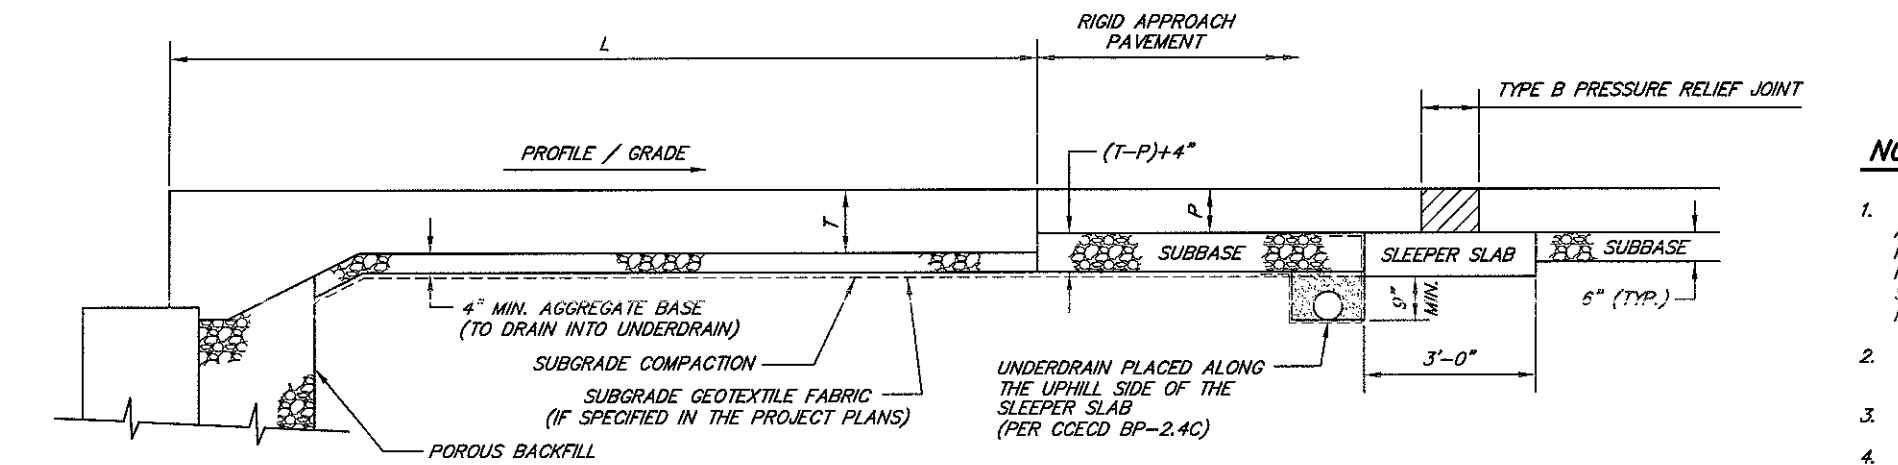 RIGID APPROACH
PAVEMENT
L
TYPE B PRESSURE RELIEF JOINT
PROFILE / GRADE
(T-P)+4"
NO
1.
T
P
SUBBASE
SLEEPER SLAB
SUBBASE
4" MIN. AGGREGATE BASE
(TO DRAIN INTO UNDERDRAIN)
9"
MIN.
6" (TYP.)
SUBGRADE COMPACTION
UNDERDRAIN PLACED ALONG
THE UPHILL SIDE OF THE
SLEEPER SLAB
(PER CCECD BP-2.4C)
3'-0"
2.
SUBGRADE GEOTEXTILE FABRIC
(IF SPECIFIED IN THE PROJECT PLANS)
3.
POROUS BACKFILL
4.